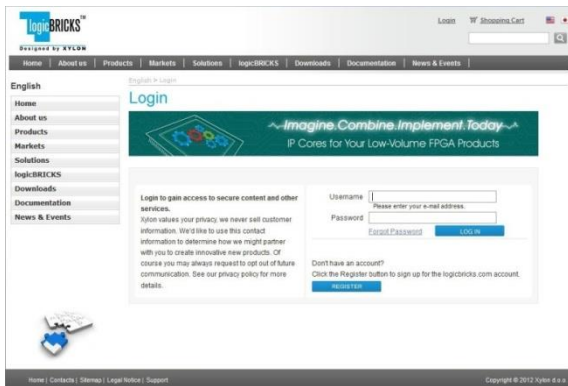 logicBRICKS™
Designed by XYLON
Login
Shopping Cart
Home | About us | Products | Markets | Solutions | logicBRICKS | Downloads | Documentation | News & Events |
English
English > Login
Home
About us
Products
Markets
Solutions
logicBRICKS
Downloads
Documentation
News & Events
Login
Imagine.Combine.Implement.Today
IP Cores for Your Low-Volume FPGA Products
Login to gain access to secure content and other
services.
Xylon values your privacy, we never sell customer
information. We'd like to use this contact
information to determine how we might partner
with you to create innovative new products. Of
course you may always request to opt out of future
communication. See our privacy policy for more
details.
Username
Please enter your e-mail address.
Password
Forgot Password
LOG IN
Don't have an account?
Click the Register button to sign up for the logicbricks.com account.
REGISTER
Home | Contacts | Sitemap | Legal Notice | Support
Copyright © 2012 Xylon d.o.o.